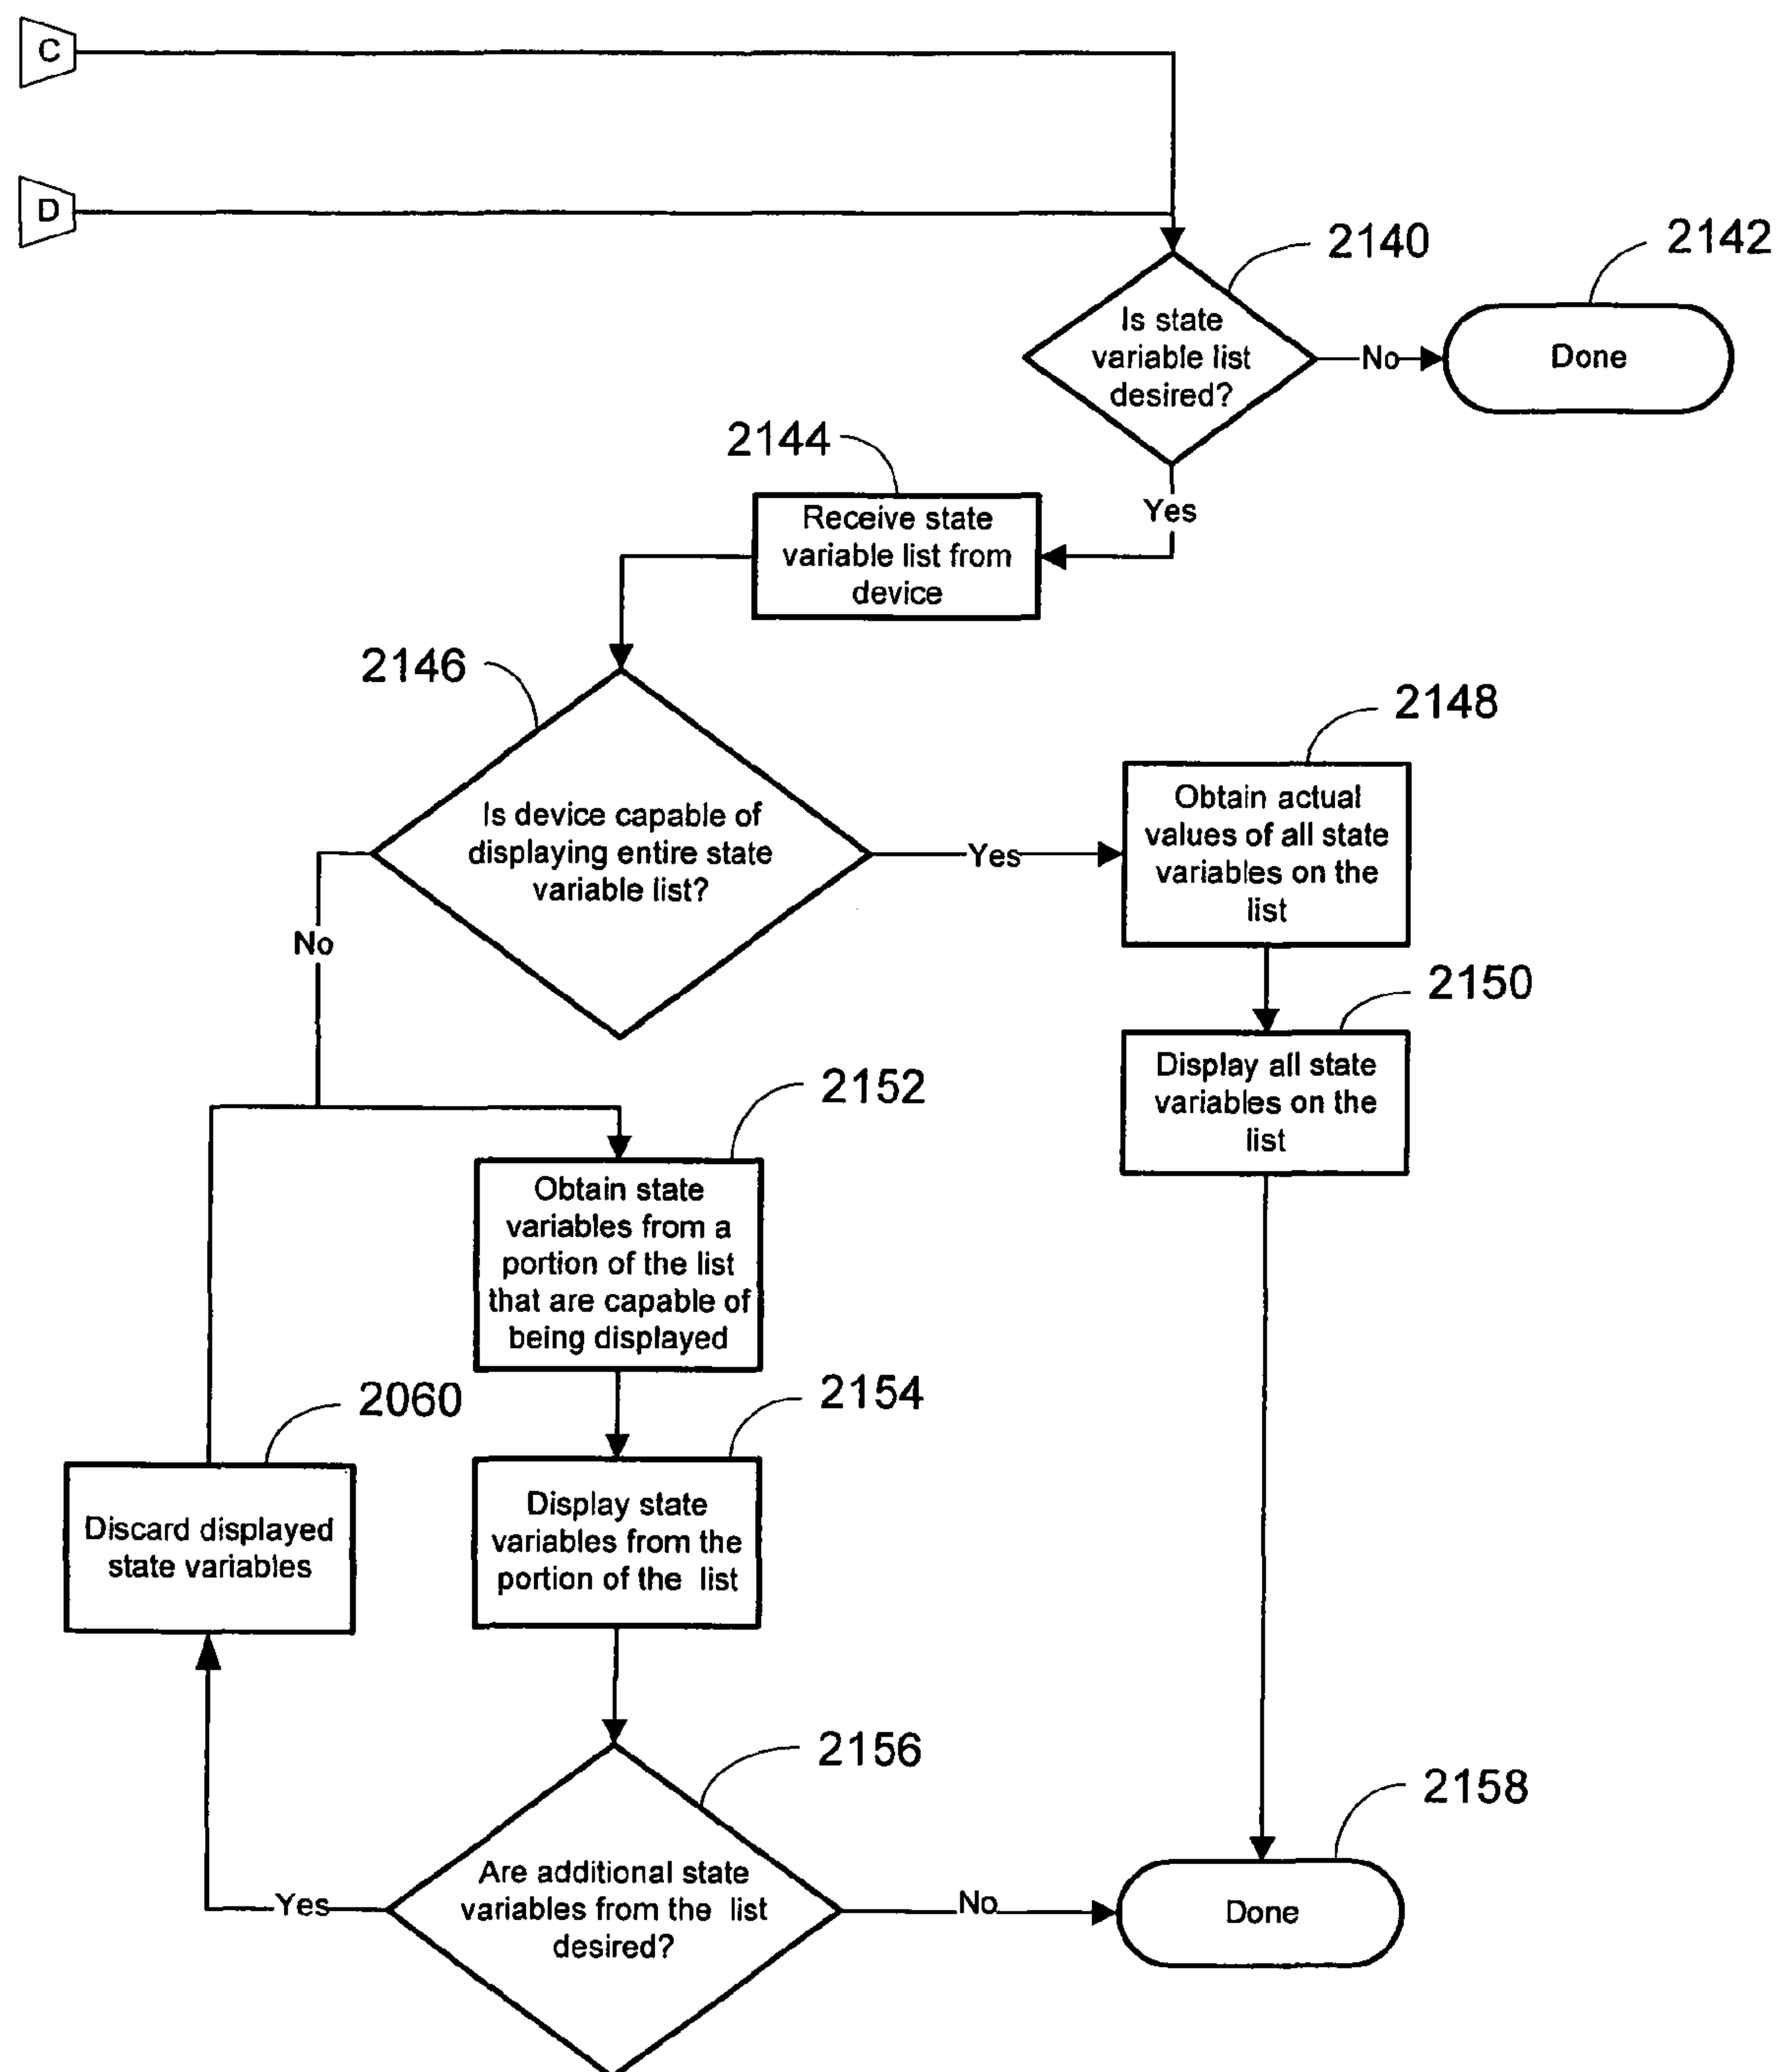 C
D
2140
2142
Is state
variable list
desired?
No
Done
2144
Yes
Receive state
variable list from
device
2146
2148
Is device capable of
displaying entire state
variable list?
Yes
Obtain actual
values of all state
variables on the
list
No
2150
Display all state
variables on the
list
2152
Obtain state
variables from a
portion of the list
that are capable of
being displayed
2060
2154
Discard displayed
state variables
Display state
variables from the
portion of the list
2156
2158
Are additional state
variables from the list
desired?
Yes
No
Done